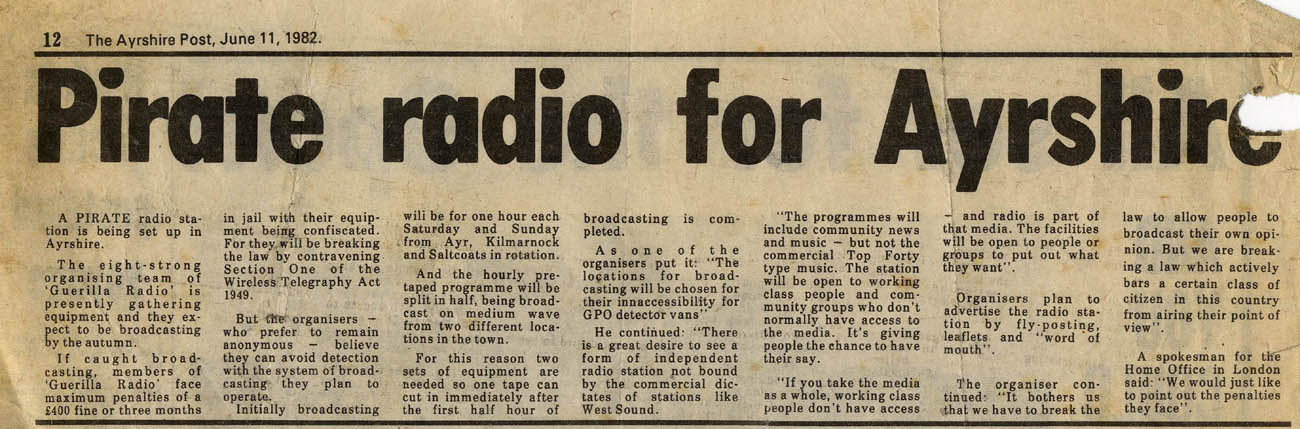 12 The Ayrshire Post, June 11, 1982.
Pirate radio for Ayrshire
A PIRATE radio sta-
tion is being set up in
Ayrshire.
The eight-strong
organising team of
'Guerilla Radio' is
presently gathering
equipment and they ex-
pect to be broadcasting
by the autumn.
If caught broad-
casting, members of
'Guerilla Radio' face
maximum penalties of a
£400 fine or three months
in jail with their equip-
ment being confiscated.
For they will be breaking
the law by contravening
Section One of the
Wireless Telegraphy Act
1949.
But the organisers —
who prefer to remain
anonymous — believe
they can avoid detection
with the system of broad-
casting they plan to
operate.
Initially broadcasting
will be for one hour each
Saturday and Sunday
from Ayr, Kilmarnock
and Saltcoats in rotation.
And the hourly pre-
taped programme will be
split in half, being broad-
cast on medium wave
from two different loca-
tions in the town.
For this reason two
sets of equipment are
needed so one tape can
cut in immediately after
the first half hour of
broadcasting is com-
pleted.
As one of the
organisers put it: "The
locations for broad-
casting will be chosen for
their innaccessibility for
GPO detector vans"
He continued: "There
is a great desire to see a
form of independent
radio station not bound
by the commercial dic-
tates of stations like
West Sound.
"The programmes will
include community news
and music — but not the
commercial Top Forty
type music. The station
will be open to working
class people and com-
munity groups who don't
normally have access to
the media. It's giving
people the chance to have
their say.
"If you take the media
as a whole, working class
people don't have access
— and radio is part of
that media. The facilities
will be open to people or
groups to put out what
they want".
Organisers plan to
advertise the radio sta-
tion by fly-posting,
leaflets and "word of
mouth".
The organiser con-
tinued: "It bothers us
that we have to break the
law to allow people to
broadcast their own opi-
nion. But we are break-
ing a law which actively
bars a certain class of
citizen in this country
from airing their point of
view".
A spokesman for the
Home Office in London
said: "We would just like
to point out the penalties
they face".